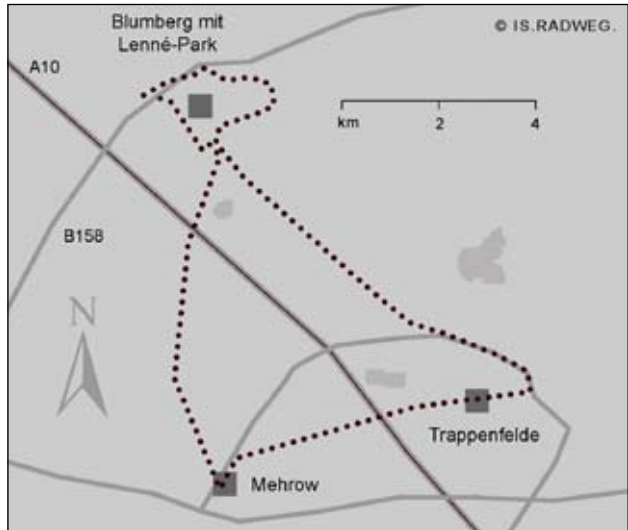 Blumberg mit
Lenné-Park
© IS.RADWEG.
A10
km
2
4
B158
N
Trappenfelde
Mehrow